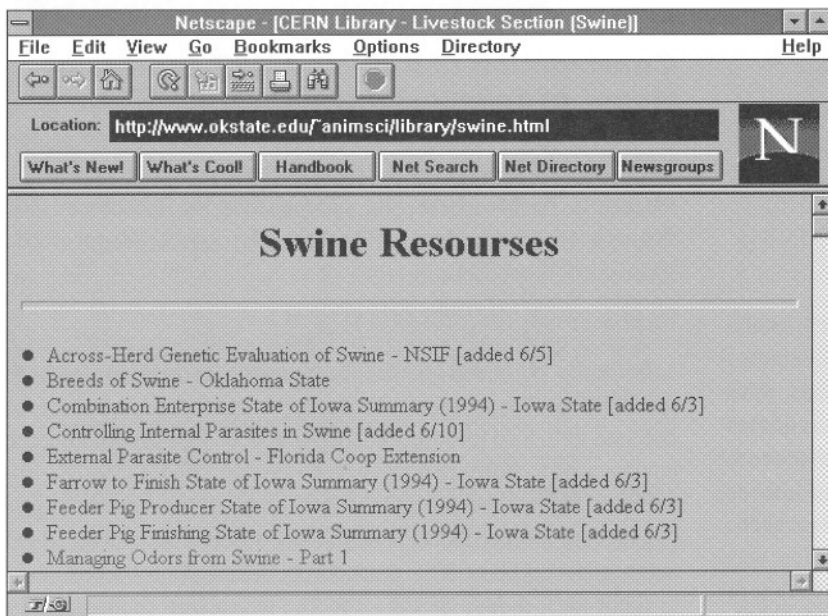 Netscape - [CERN Library - Livestock Section (Swine)]
File Edit View Go Bookmarks Options Directory Help
Location: http://www.okstate.edu/~animsci/library/swine.html
N
What's New! What's Cool! Handbook Net Search Net Directory Newsgroups
Swine Resourses
Across-Herd Genetic Evaluation of Swine - NSIF [added 6/5]
Breeds of Swine - Oklahoma State
Combination Enterprise State of Iowa Summary (1994) - Iowa State [added 6/3]
Controlling Internal Parasites in Swine [added 6/10]
External Parasite Control - Florida Coop Extension
Farrow to Finish State of Iowa Summary (1994) - Iowa State [added 6/3]
Feeder Pig Producer State of Iowa Summary (1994) - Iowa State [added 6/3]
Feeder Pig Finishing State of Iowa Summary (1994) - Iowa State [added 6/3]
Managing Odors from Swine - Part 1